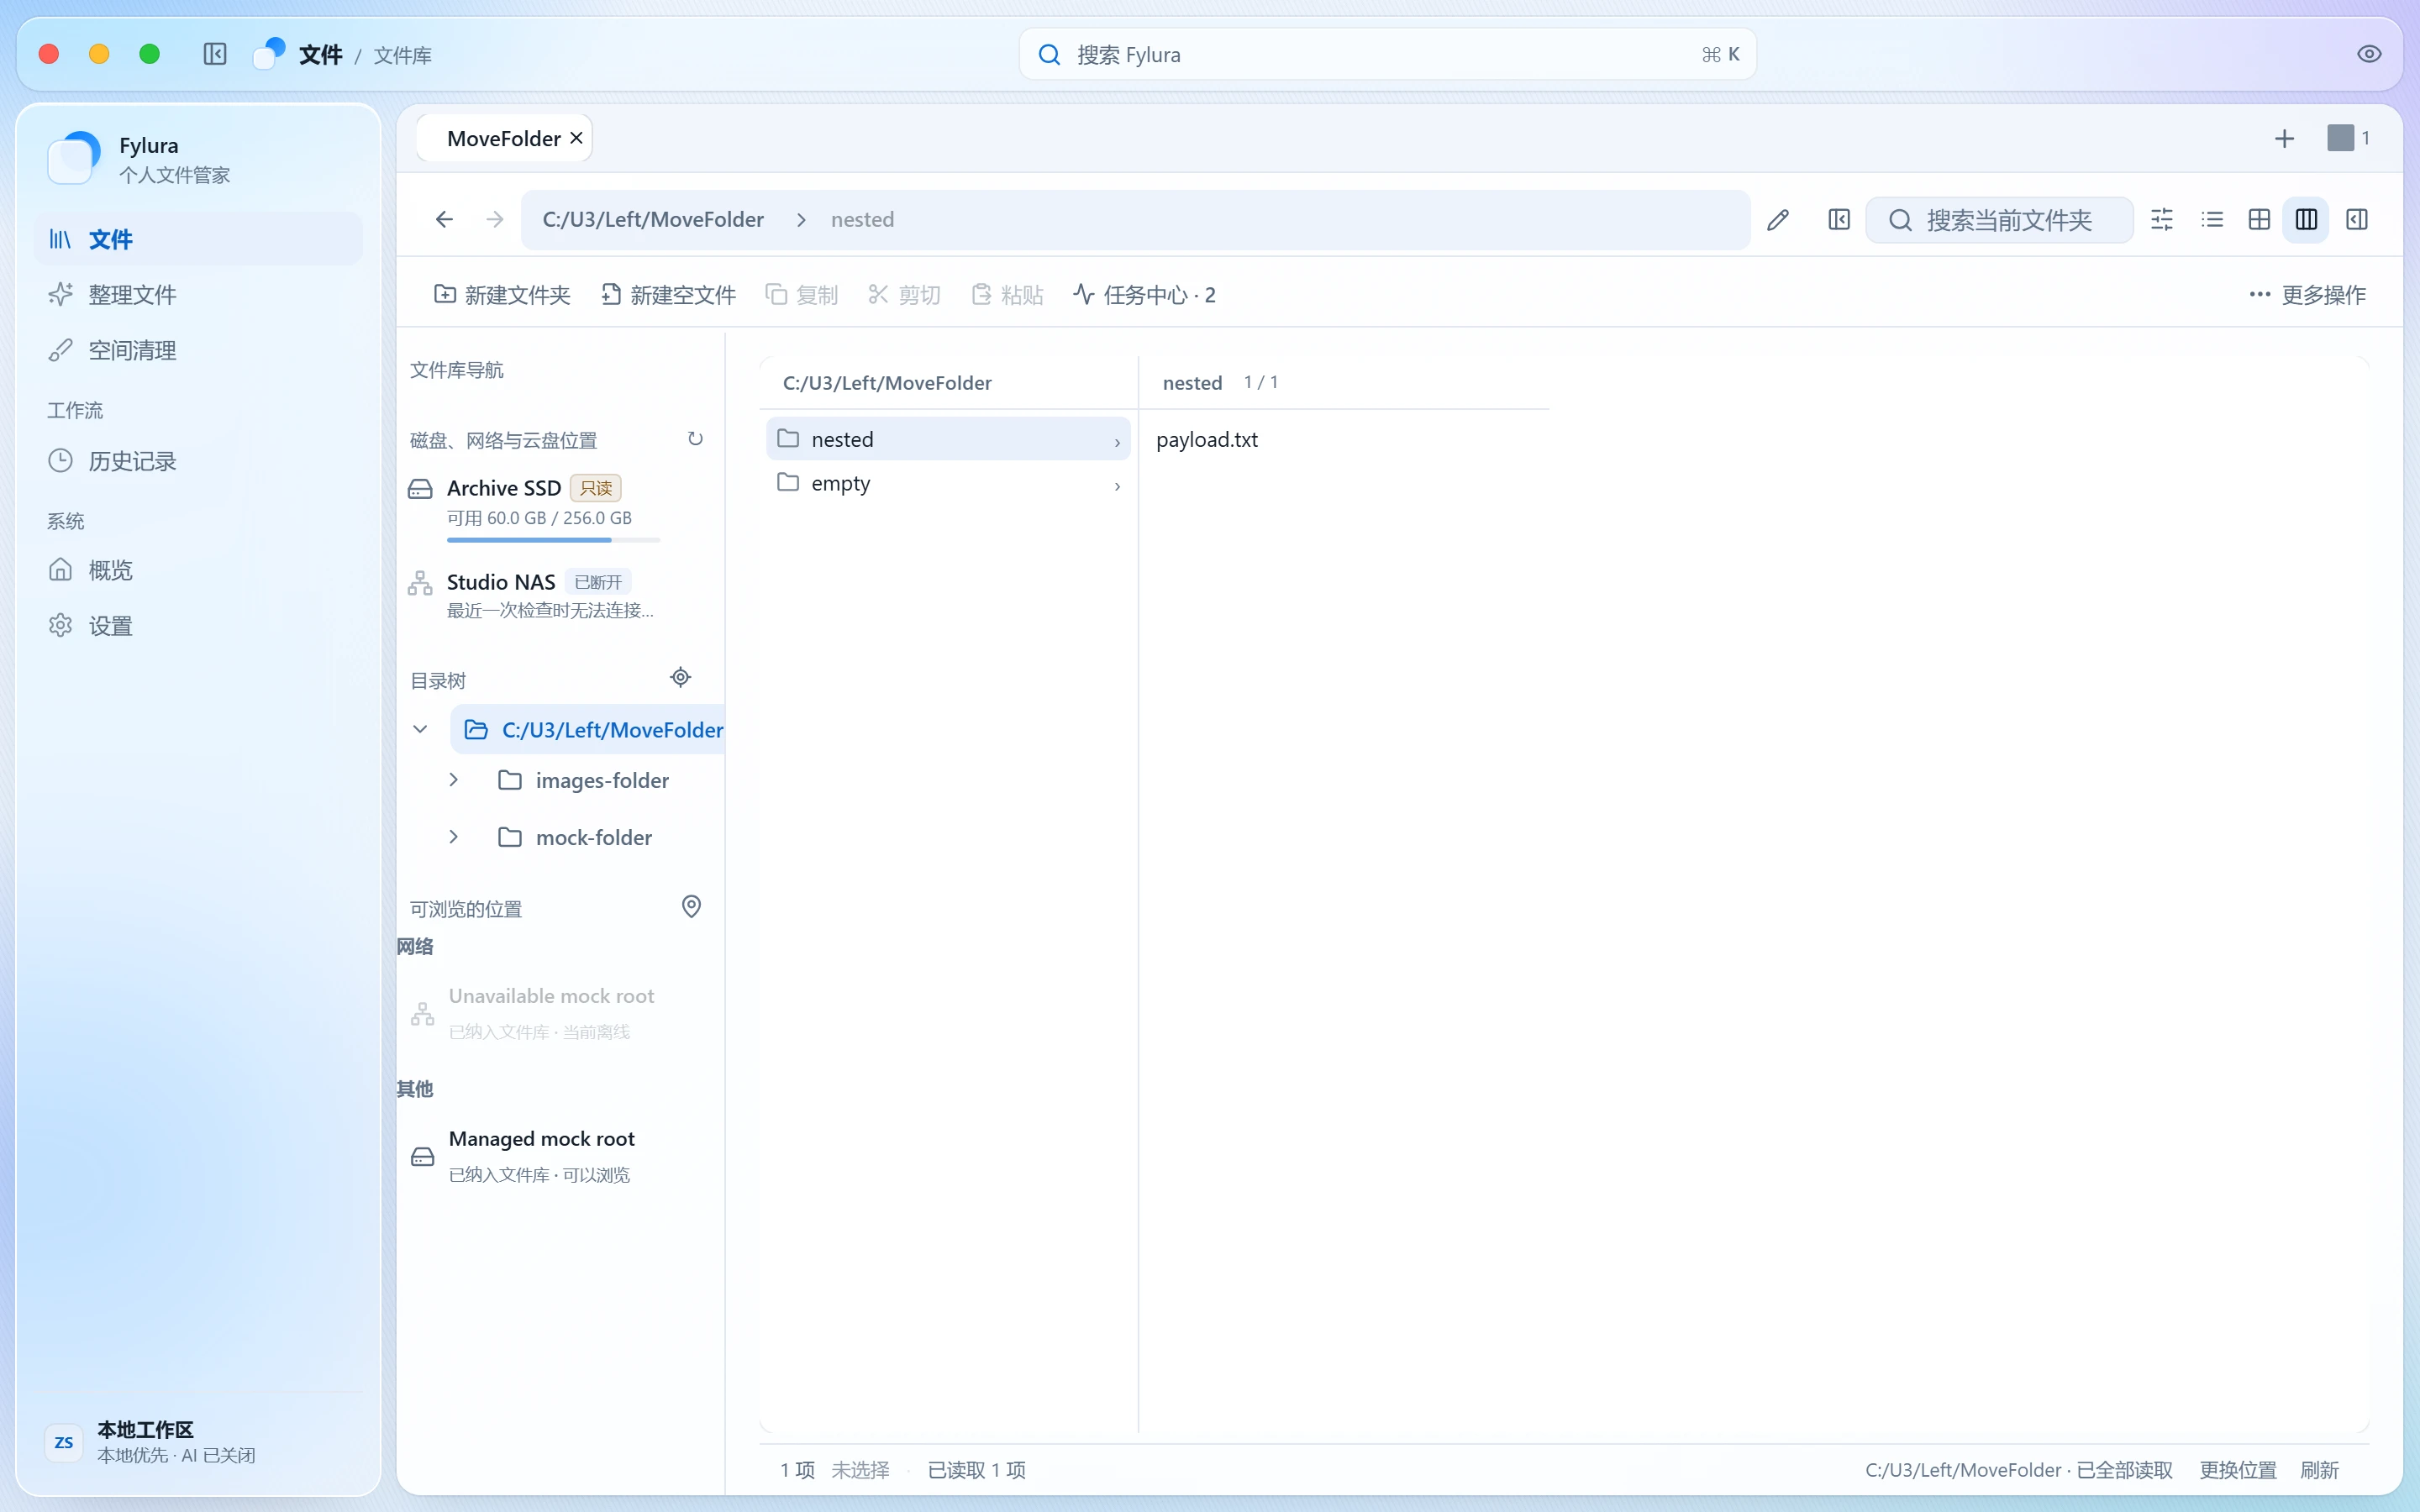 文件 / 文件库
搜索 Fylura
⌘ K
Fylura
个人文件管家
文件
整理文件
空间清理
工作流
历史记录
系统
概览
设置
ZS
本地工作区
本地优先 · AI 已关闭
MoveFolder
1
C:/U3/Left/MoveFolder
nested
搜索当前文件夹
新建文件夹
新建空文件
复制
剪切
粘贴
任务中心 · 2
更多操作
文件库导航
磁盘、网络与云盘位置
Archive SSD 只读
可用 60.0 GB / 256.0 GB
Studio NAS 已断开
最近一次检查时无法连接...
目录树
C:/U3/Left/MoveFolder
images-folder
mock-folder
可浏览的位置
网络
Unavailable mock root
已纳入文件库 · 当前离线
其他
Managed mock root
已纳入文件库 · 可以浏览
C:/U3/Left/MoveFolder
nested
empty
nested 1 / 1
payload.txt
1 项 未选择 · 已读取 1 项
C:/U3/Left/MoveFolder · 已全部读取 更换位置 刷新